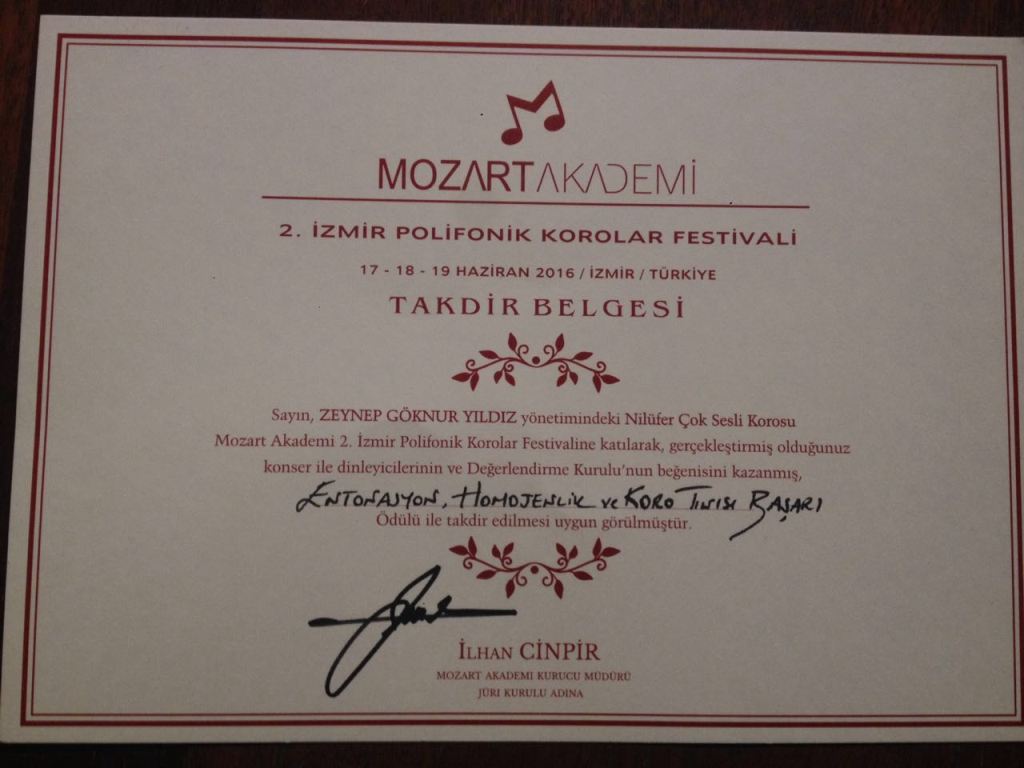 MOZART AKADEMİ
2. İZMİR POLİFONİK KOROLAR FESTİVALİ
17 - 18 - 19 HAZİRAN 2016 / İZMİR / TÜRKİYE
TAKDİR BELGESİ
Sayın, ZEYNEP GÖKNUR YILDIZ yönetimindeki Nilüfer Çok Sesli Korosu
Mozart Akademi 2. İzmir Polifonik Korolar Festivaline katılarak, gerçekleştirmiş olduğunuz
konser ile dinleyicilerinin ve Değerlendirme Kurulu'nun beğenisini kazanmış,
ENTONASYON, HOMOJENLİK ve KORO TINISI BAŞARI
Ödülü ile takdir edilmesi uygun görülmüştür.
İLHAN CİNPİR
MOZART AKADEMİ KURUCU MÜDÜRÜ
JÜRİ KURULU ADINA